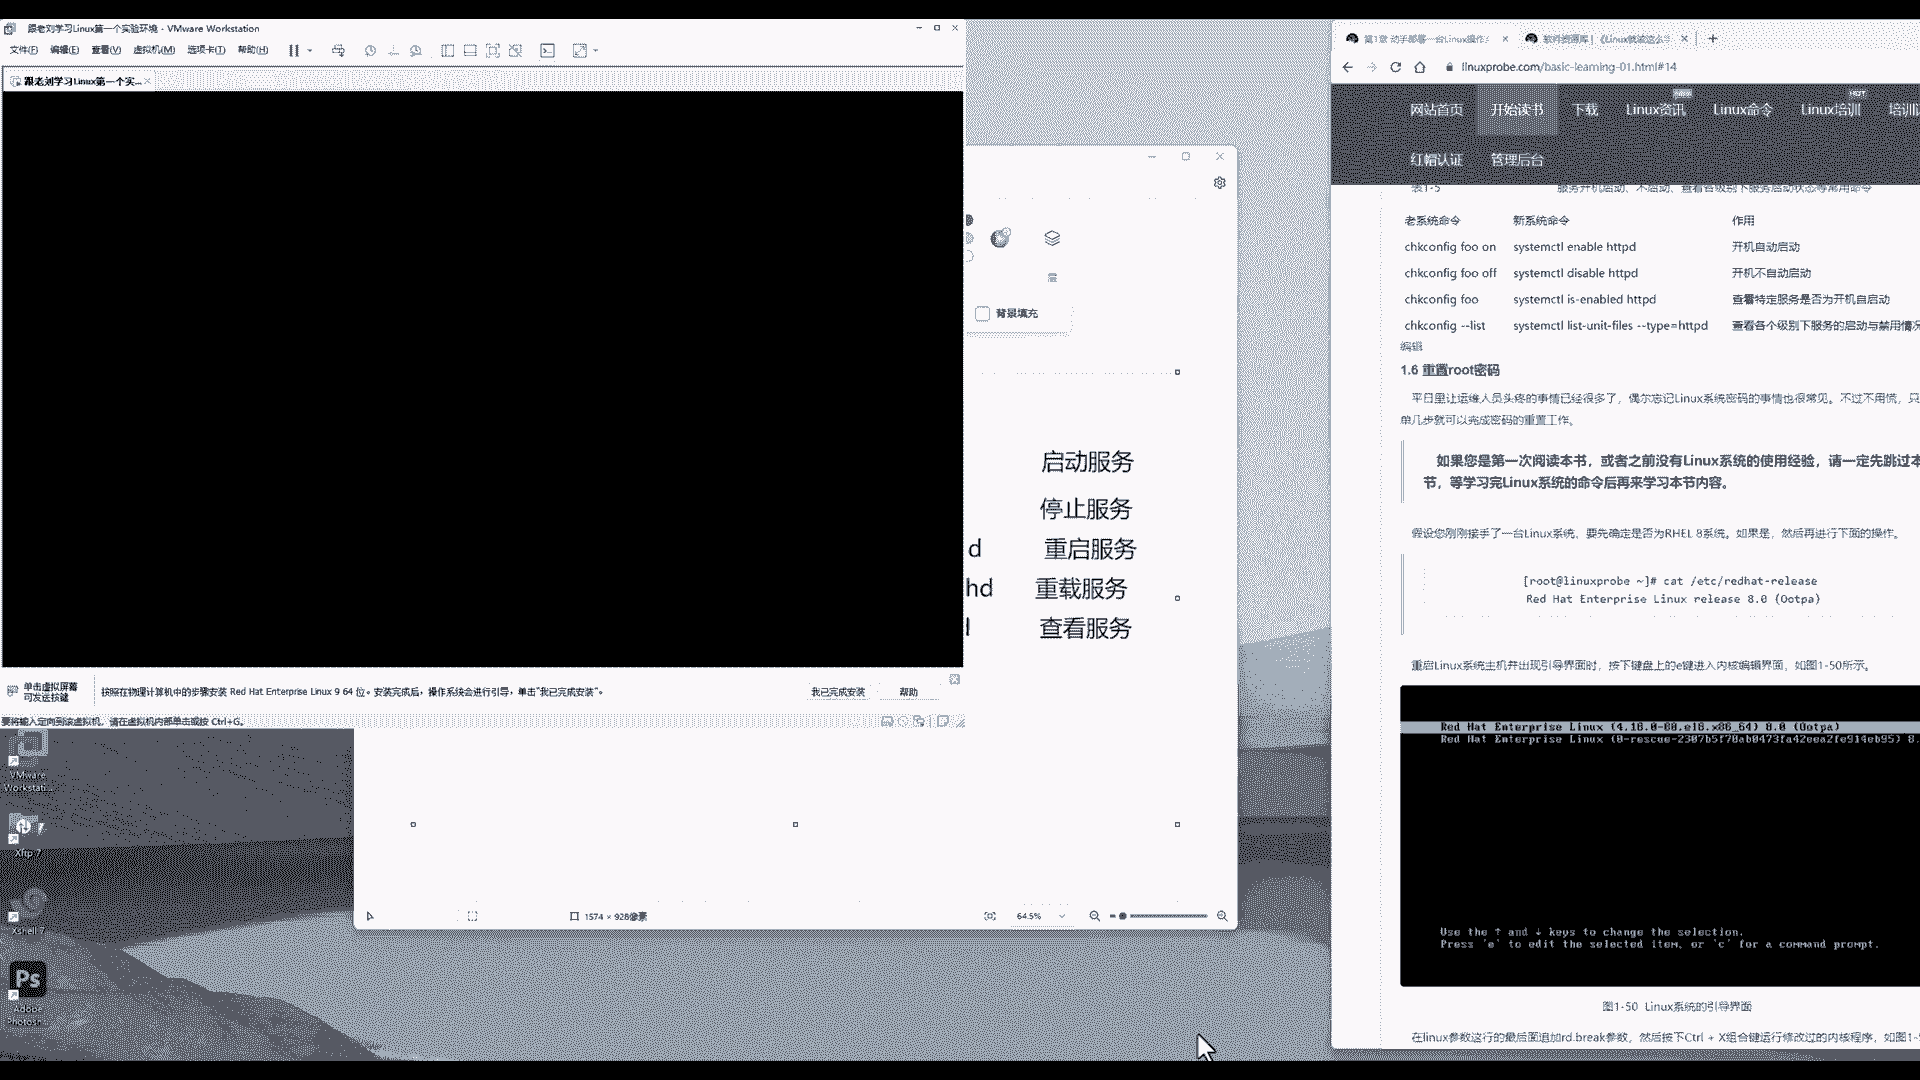 跟老刘学习Linux第一个实验环境 - VMware Workstation
文件(F) 编辑(E) 查看(V) 虚拟机(M) 选项卡(T) 帮助(H)
跟老刘学习Linux第一个实...
单击虚拟屏幕
可发送按键
按照在物理计算机中的步骤安装 Red Hat Enterprise Linux 9 64 位。安装完成后，操作系统会进行引导，单击“我已完成安装”。
我已完成安装 帮助
要将输入定向到该虚拟机，请在虚拟机内部单击或按 Ctrl+G。
VMware
Workstati...
Xftp 7
Xshell 7
Ps
Adobe
Photosh...
背景填充
启动服务
停止服务
d 重启服务
hd 重载服务
查看服务
1574 × 928像素
64.5%
第1章 动手部署一台Linux操作
软件资源库 | 《Linux就该这么学
linuxprobe.com/basic-learning-01.html#14
网站首页 开始读书 下载 Linux资讯 Linux命令 Linux培训 培训
HOT
红帽认证 管理后台
表1-5 服务开机启动、不启动、查看各级别下服务启动状态等常用命令
老系统命令 新系统命令 作用
chkconfig foo on systemctl enable httpd 开机自动启动
chkconfig foo off systemctl disable httpd 开机不自动启动
chkconfig foo systemctl is-enabled httpd 查看特定服务是否为开机自启动
chkconfig --list systemctl list-unit-files --type=httpd 查看各个级别下服务的启动与禁用情况
编辑
1.6 重置root密码
平日里让运维人员头疼的事情已经很多了，偶尔忘记Linux系统密码的事情也很常见。不过不用慌，只
单几步就可以完成密码的重置工作。
如果您是第一次阅读本书，或者之前没有Linux系统的使用经验，请一定先跳过本
节，等学习完Linux系统的命令后再来学习本节内容。
假设您刚刚接手了一台Linux系统，要先确定是否为RHEL 8系统。如果是，然后再进行下面的操作。
[root@linuxprobe ~]# cat /etc/redhat-release
Red Hat Enterprise Linux release 8.0 (Ootpa)
重启Linux系统主机并出现引导界面时，按下键盘上的e键进入内核编辑界面，如图1-50所示。
Red Hat Enterprise Linux (4.18.0-80.el8.x86_64) 8.0 (Ootpa)
Red Hat Enterprise Linux (0-rescue-2307b5f78ab0473fa42eea2fe914eb95) 8.
Use the ↑ and ↓ keys to change the selection.
Press 'e' to edit the selected item, or 'c' for a command prompt.
图1-50 Linux系统的引导界面
在linux参数这行的最后面追加rd.break参数，然后按下Ctrl + X组合键运行修改过的内核程序，如图1-